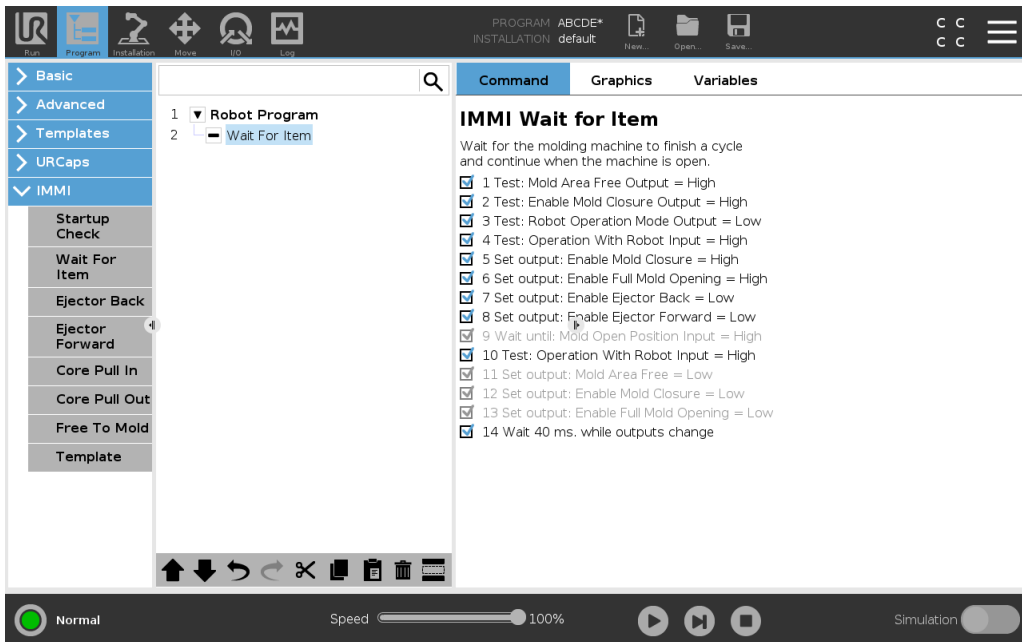 PROGRAM ABCDE*
INSTALLATION default
C C
C C
Run
Program
Installation
Move
I/O
Log
New...
Open...
Save...
Basic
Advanced
Templates
URCaps
IMMI
Startup
Check
Wait For
Item
Ejector Back
Ejector
Forward
Core Pull In
Core Pull Out
Free To Mold
Template
1 Robot Program
2 Wait For Item
Command Graphics Variables
IMMI Wait for Item
Wait for the molding machine to finish a cycle
and continue when the machine is open.
1 Test: Mold Area Free Output = High
2 Test: Enable Mold Closure Output = High
3 Test: Robot Operation Mode Output = Low
4 Test: Operation With Robot Input = High
5 Set output: Enable Mold Closure = High
6 Set output: Enable Full Mold Opening = High
7 Set output: Enable Ejector Back = Low
8 Set output: Enable Ejector Forward = Low
9 Wait until: Mold Open Position Input = High
10 Test: Operation With Robot Input = High
11 Set output: Mold Area Free = Low
12 Set output: Enable Mold Closure = Low
13 Set output: Enable Full Mold Opening = Low
14 Wait 40 ms. while outputs change
Normal
Speed 100%
Simulation